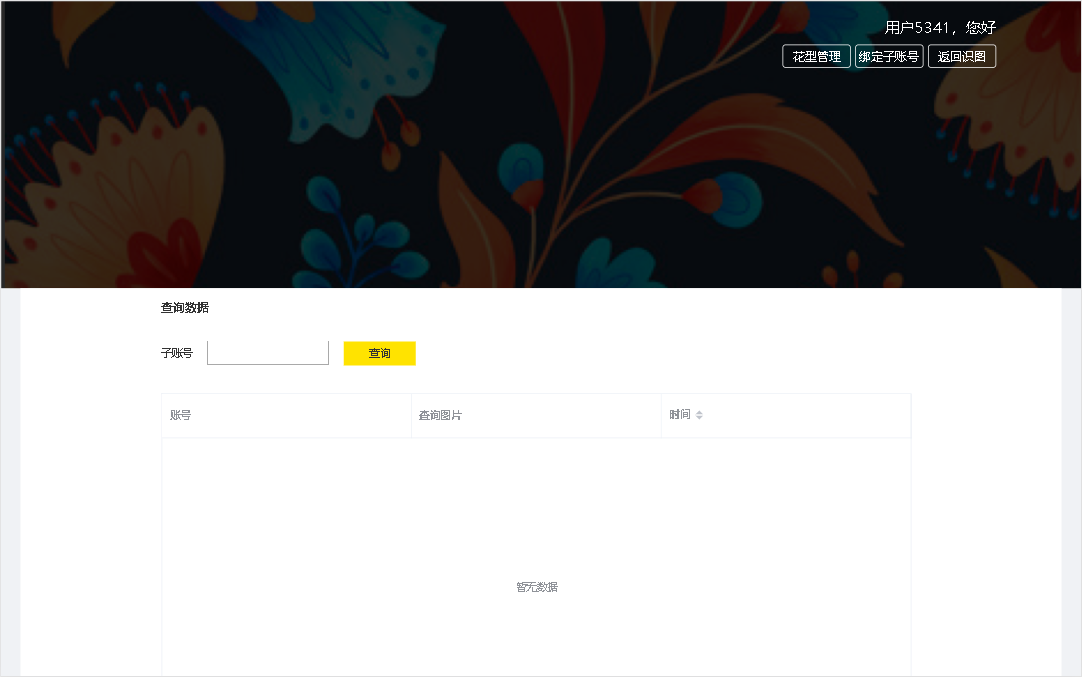 用户5341，您好
花型管理 绑定子账号 返回识图
查询数据
子账号 查询
账号 查询图片 时间
暂无数据